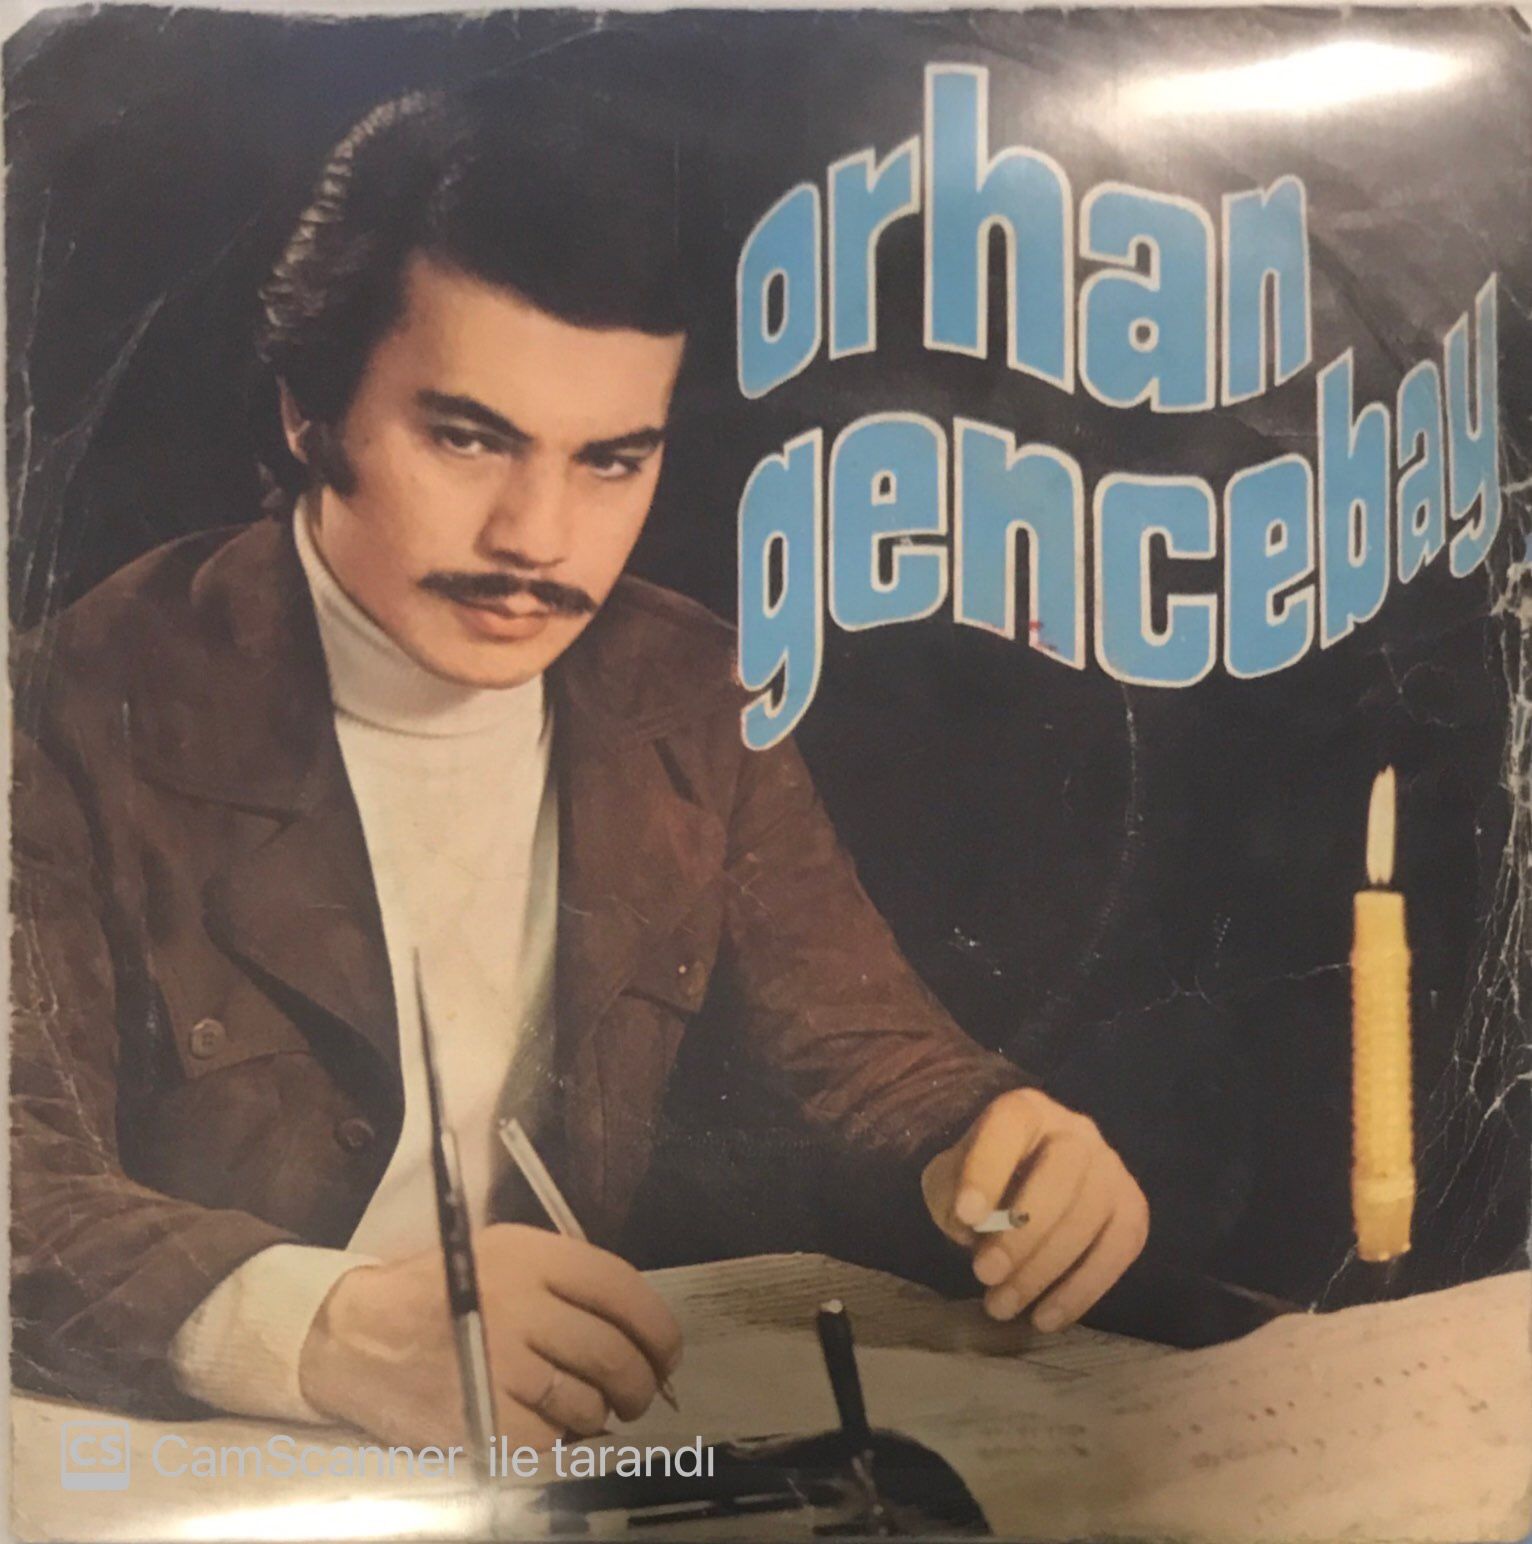 orhan
gencebay
CS CamScanner ile tarandı